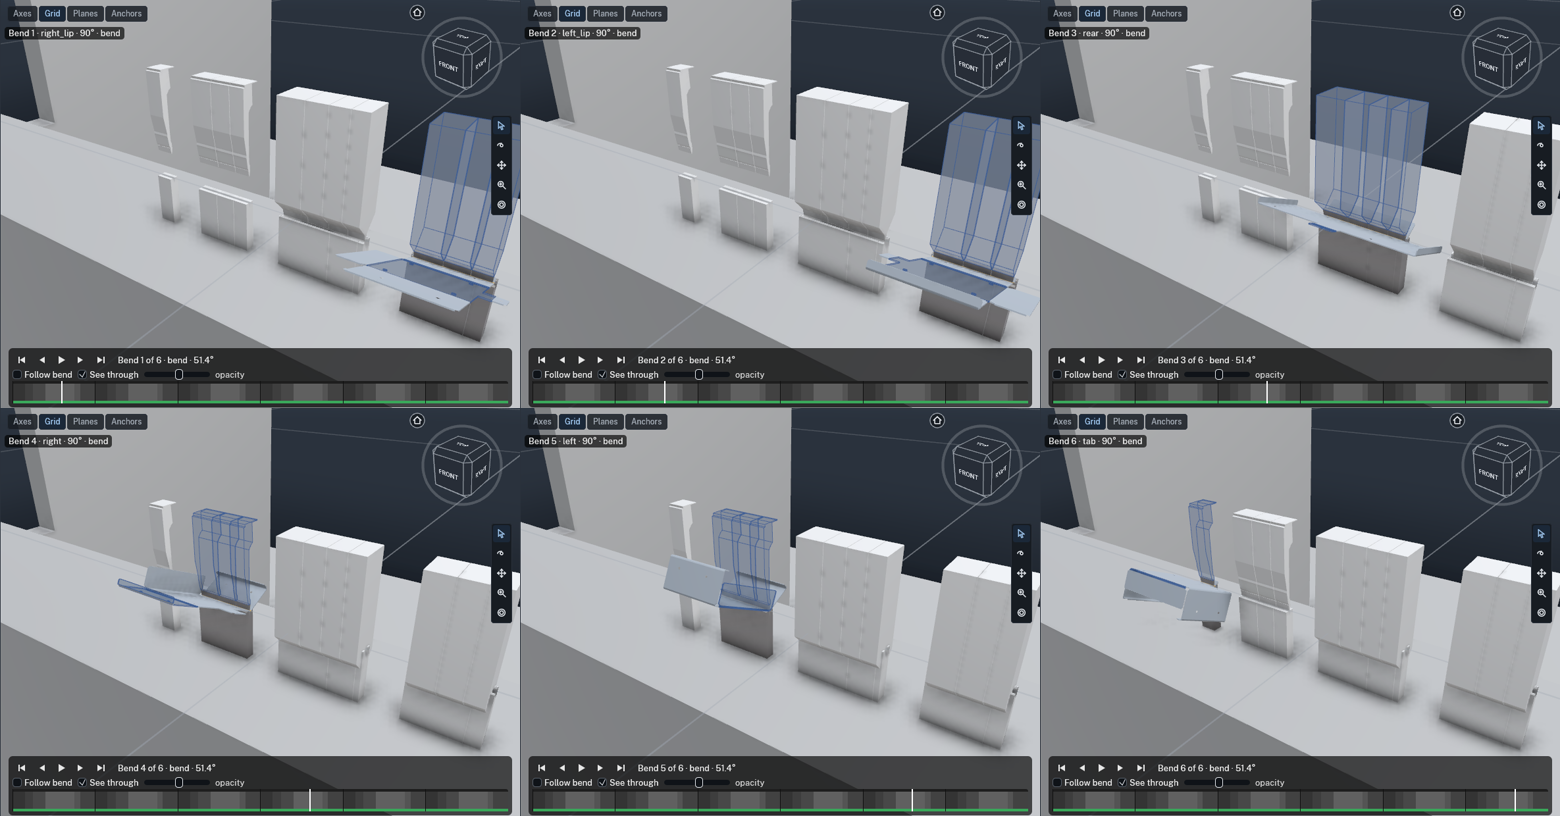 Axes Grid Planes Anchors
Bend 1 · right_lip · 90° · bend
FRONT
Bend 1 of 6 · bend · 51.4°
Follow bend See through opacity
Axes Grid Planes Anchors
Bend 2 · left_lip · 90° · bend
FRONT
Bend 2 of 6 · bend · 51.4°
Follow bend See through opacity
Axes Grid Planes Anchors
Bend 3 · rear · 90° · bend
FRONT
Bend 3 of 6 · bend · 51.4°
Follow bend See through opacity
Axes Grid Planes Anchors
Bend 4 · right · 90° · bend
FRONT
Bend 4 of 6 · bend · 51.4°
Follow bend See through opacity
Axes Grid Planes Anchors
Bend 5 · left · 90° · bend
FRONT
Bend 5 of 6 · bend · 51.4°
Follow bend See through opacity
Axes Grid Planes Anchors
Bend 6 · tab · 90° · bend
FRONT
Bend 6 of 6 · bend · 51.4°
Follow bend See through opacity